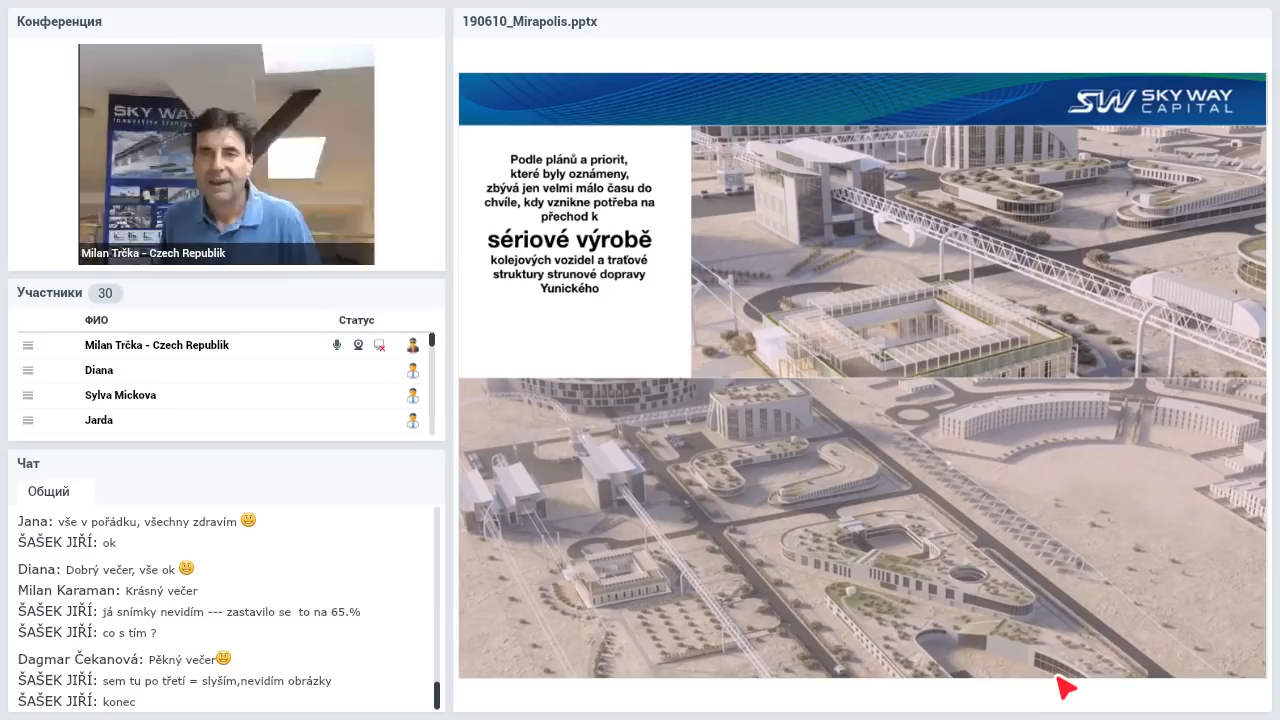 Конференция
SKY WAY
Milan Trčka - Czech Republik
Участники 30
ФИО Статус
Milan Trčka - Czech Republik
Diana
Sylva Mickova
Jarda
Чат
Общий
Jana: vše v pořádku, všechny zdravím
ŠAŠEK JIŘÍ: ok
Diana: Dobrý večer, vše ok
Milan Karaman: Krásný večer
ŠAŠEK JIŘÍ: já snímky nevidím --- zastavilo se to na 65.%
ŠAŠEK JIŘÍ: co s tím ?
Dagmar Čekanová: Pěkný večer
ŠAŠEK JIŘÍ: sem tu po třetí = slyším,nevidím obrázky
ŠAŠEK JIŘÍ: konec
190610_Mirapolis.pptx
SW SKY WAY
CAPITAL
Podle plánů a priorit,
které byly oznámeny,
zbývá jen velmi málo času do
chvíle, kdy vznikne potřeba na
přechod k
sériové výrobě
kolejových vozidel a traťové
struktury strunové dopravy
Yunického